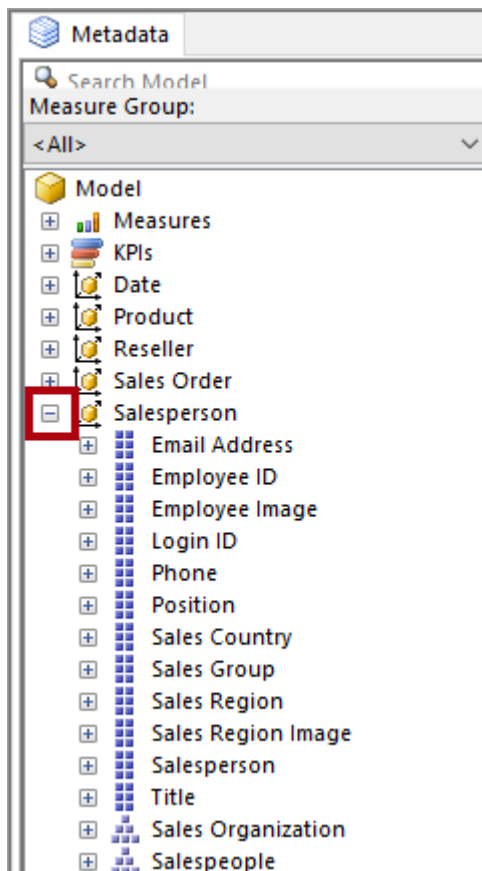 Metadata
Search Model
Measure Group:
<All>
Model
Measures
KPIs
Date
Product
Reseller
Sales Order
Salesperson
Email Address
Employee ID
Employee Image
Login ID
Phone
Position
Sales Country
Sales Group
Sales Region
Sales Region Image
Salesperson
Title
Sales Organization
Salespeople